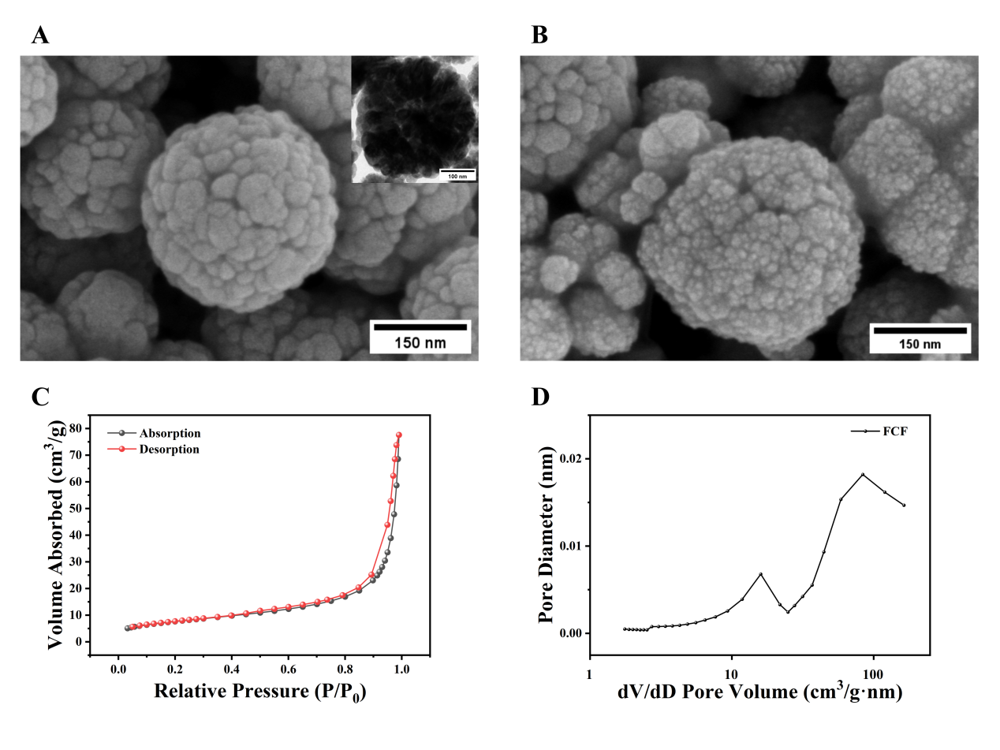 A
B
100 nm
150 nm
150 nm
C
D
Absorption
Desorption
Volume Absorbed (cm³/g)
80
70
60
50
40
30
20
10
0
0.0 0.2 0.4 0.6 0.8 1.0
Relative Pressure (P/P₀)
FCF
Pore Diameter (nm)
0.02
0.01
0.00
1 10 100
dV/dD Pore Volume (cm³/g·nm)